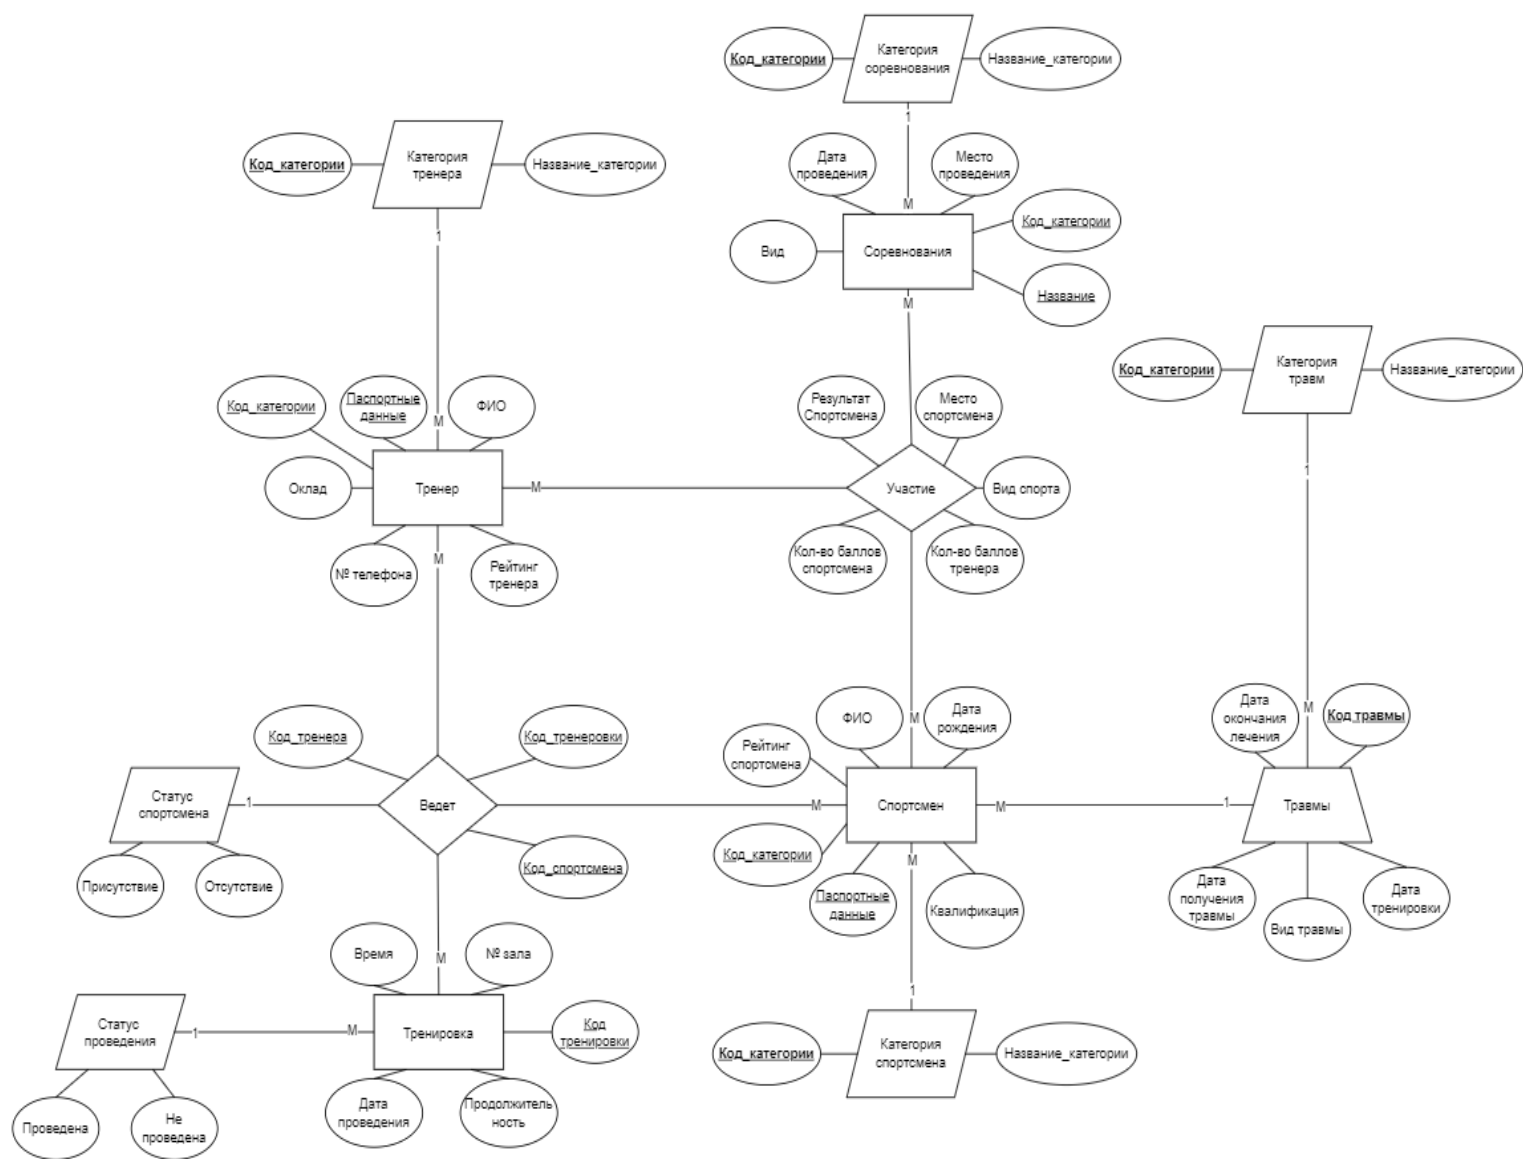 Код_категории
Категория
соревнования
Название_категории
1
Дата
проведения
Место
проведения
М
Код_категории
Вид
Соревнования
Название
М
Код_категории
Категория
тренера
Название_категории
1
М
Код_категории
Паспортные
данные
ФИО
Оклад
Тренер
М
№ телефона
Рейтинг
тренера
М
Результат
Спортсмена
Место
спортсмена
Участие
Вид спорта
Кол-во баллов
спортсмена
Кол-во баллов
тренера
Код_категории
Категория
травм
Название_категории
1
М
Дата
окончания
лечения
Код травмы
Травмы
Дата
получения
травмы
Вид травмы
Дата
тренировки
Код_тренера
Код_тренеровки
Статус
спортсмена
1
Ведет
М
Присутствие
Отсутствие
Код_спортсмена
М
ФИО
Дата
рождения
Рейтинг
спортсмена
Спортсмен
М
1
Код_категории
Паспортные
данные
М
Квалификация
1
Код_категории
Категория
спортсмена
Название_категории
Время
М
№ зала
Статус
проведения
1
М
Тренировка
Код
тренировки
Проведена
Не
проведена
Дата
проведения
Продолжитель
ность